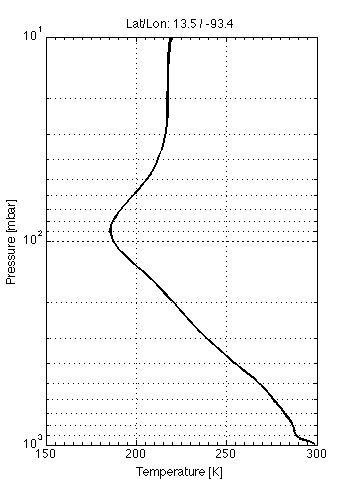 Lat/Lon: 13.5 / -93.4
10¹
Pressure [mbar]
10²
10³
150 200 250 300
Temperature [K]